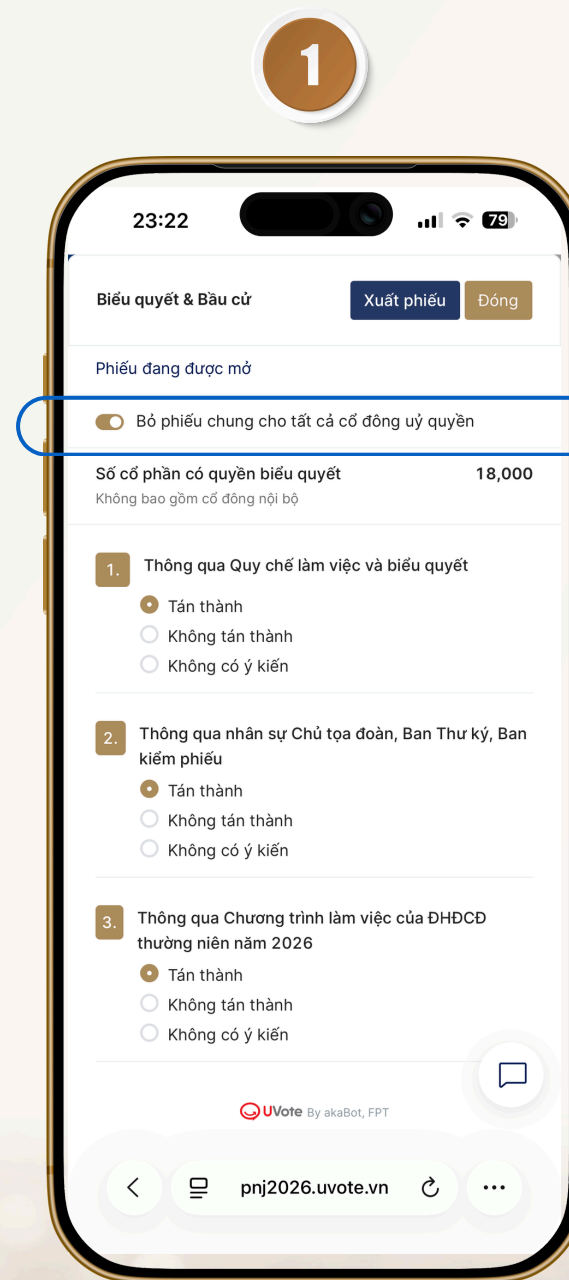 1
23:22
79
Biểu quyết & Bầu cử
Xuất phiếu
Đóng
Phiếu đang được mở
Bỏ phiếu chung cho tất cả cổ đông uỷ quyền
Số cổ phần có quyền biểu quyết 18,000
Không bao gồm cổ đông nội bộ
1. Thông qua Quy chế làm việc và biểu quyết
Tán thành
Không tán thành
Không có ý kiến
2. Thông qua nhân sự Chủ tọa đoàn, Ban Thư ký, Ban
kiểm phiếu
Tán thành
Không tán thành
Không có ý kiến
3. Thông qua Chương trình làm việc của ĐHĐCĐ
thường niên năm 2026
Tán thành
Không tán thành
Không có ý kiến
UVote By akaBot, FPT
pnj2026.uvote.vn